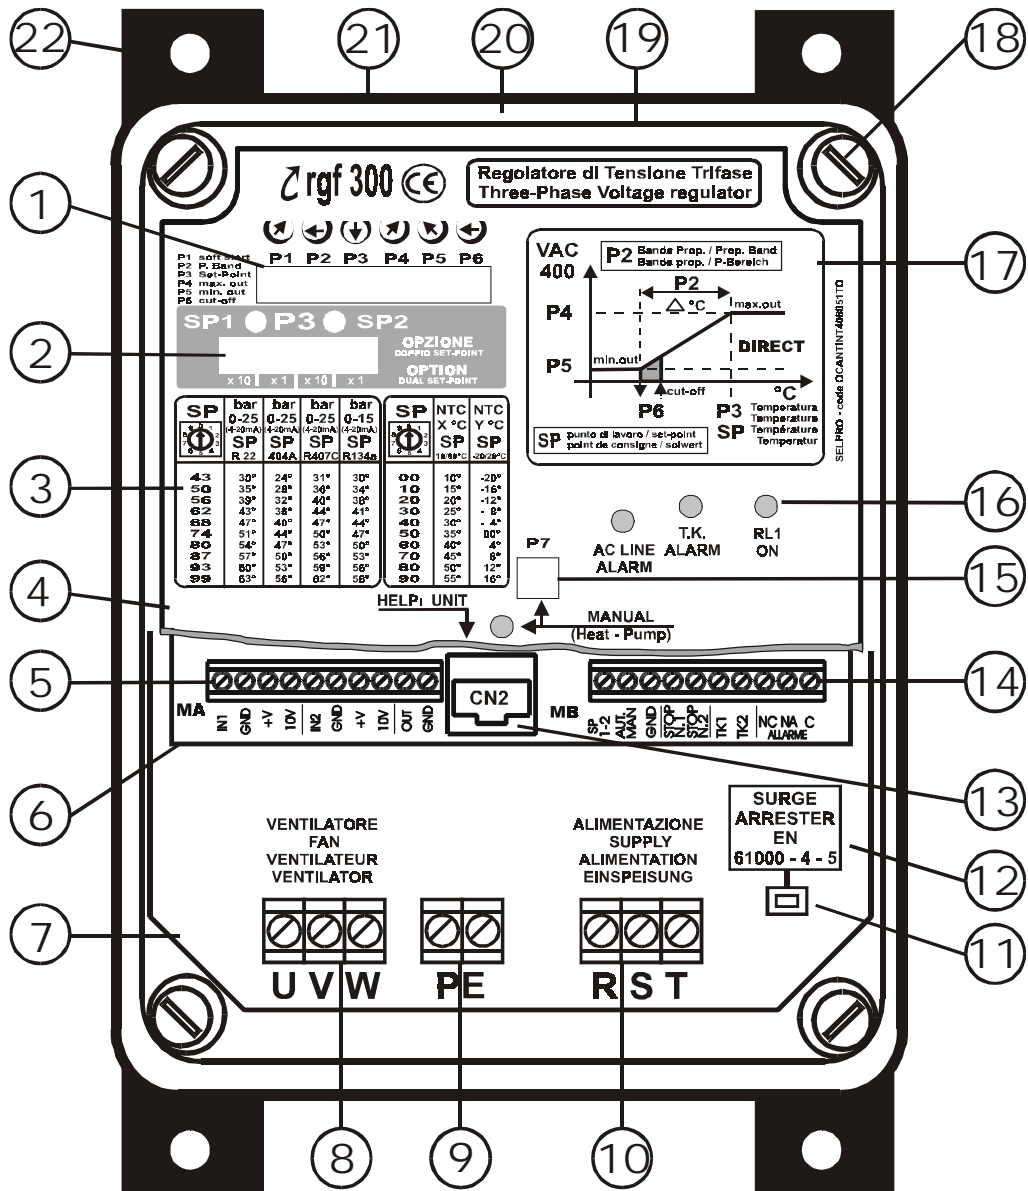 22
21
20
19
18
rgf 300 CE
Regolatore di Tensione Trifase
Three-Phase Voltage regulator
1
P1 soft start
P2 P. Band
P3 Set-Point
P4 max. out
P5 min. out
P6 cut-off
P1 P2 P3 P4 P5 P6
SP1 P3 SP2
2
OPZIONE
DOPPIO SET-POINT
OPTION
DUAL SET-POINT
x 10 x 1 x 10 x 1
VAC
400
P2 Banda Prop. / Prop. Band
Bande prop. / P-Bereich
17
P2
△ °C
P4
max.out
DIRECT
P5
min.out
cut-off
°C
P6
P3
SP
Temperatura
Temperature
Température
Temperatur
SP punto di lavoro / set-point
point de consigne / solwert
SELPRO - code DCANTINT406051TO
3
SP bar bar bar bar
0-25 0-25 0-25 0-15
(4-20mA) (4-20mA) (4-20mA) (4-20mA)
SP SP SP SP
R 22 404A R407C R134a
43 30° 24° 31° 30°
50 35° 28° 36° 34°
56 39° 32° 40° 38°
62 43° 38° 44° 41°
68 47° 40° 47° 44°
74 51° 44° 50° 47°
80 54° 47° 53° 50°
87 57° 50° 56° 53°
93 60° 53° 59° 56°
99 63° 56° 62° 58°
SP NTC NTC
X °C Y °C
SP SP
10/60°C -20/28°C
00 10° -20°
10 15° -16°
20 20° -12°
30 25° - 8°
40 30° - 4°
50 35° 00°
60 40° 4°
70 45° 8°
80 50° 12°
90 55° 16°
16
AC LINE
ALARM
T.K.
ALARM
RL1
ON
P7
15
4
HELP: UNIT
MANUAL
(Heat - Pump)
5
MA
IN1
GND
+V
10V
IN2
GND
+V
10V
OUT
GND
CN2
MB
SP
1-2
AUT.
MAN
GND
STOP
N.1
STOP
N.2
TK1
TK2
NC NA C
ALLARME
14
6
13
VENTILATORE
FAN
VENTILATEUR
VENTILATOR
ALIMENTAZIONE
SUPPLY
ALIMENTATION
EINSPEISUNG
SURGE
ARRESTER
EN
61000 - 4 - 5
12
7
11
U V W
PE
R S T
8
9
10